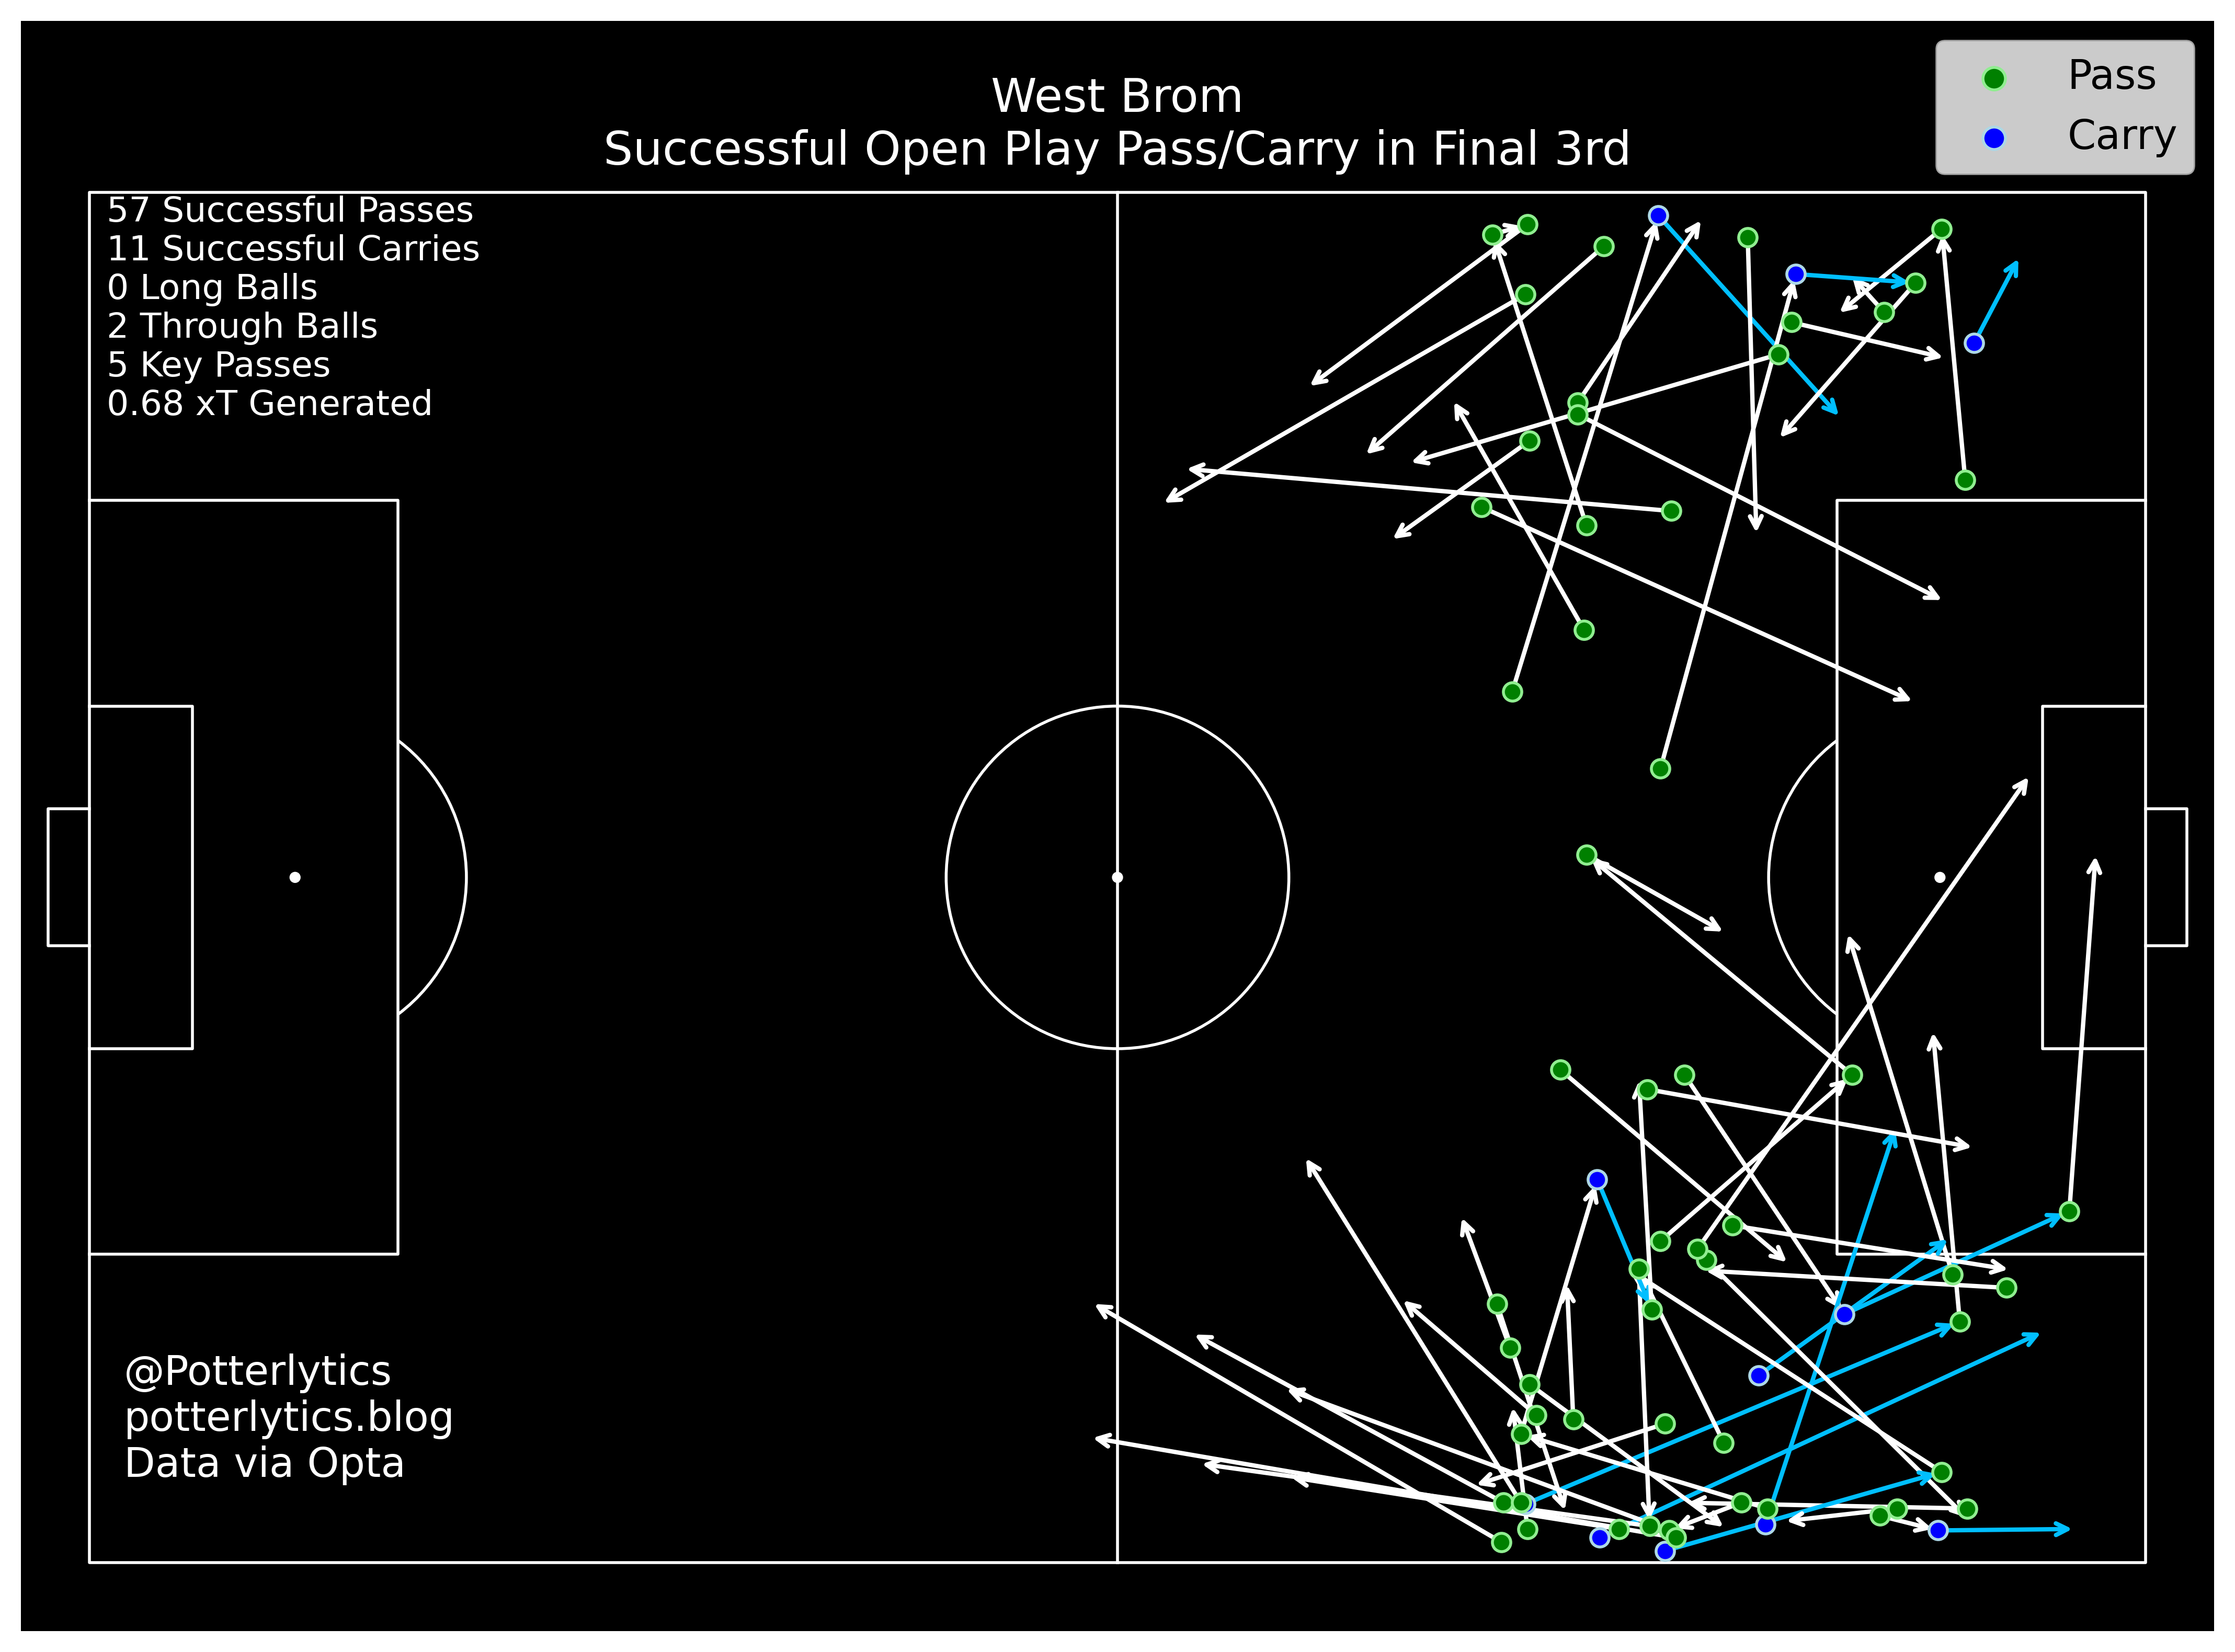 West Brom
Successful Open Play Pass/Carry in Final 3rd
Pass
Carry
57 Successful Passes
11 Successful Carries
0 Long Balls
2 Through Balls
5 Key Passes
0.68 xT Generated
@Potterlytics
potterlytics.blog
Data via Opta